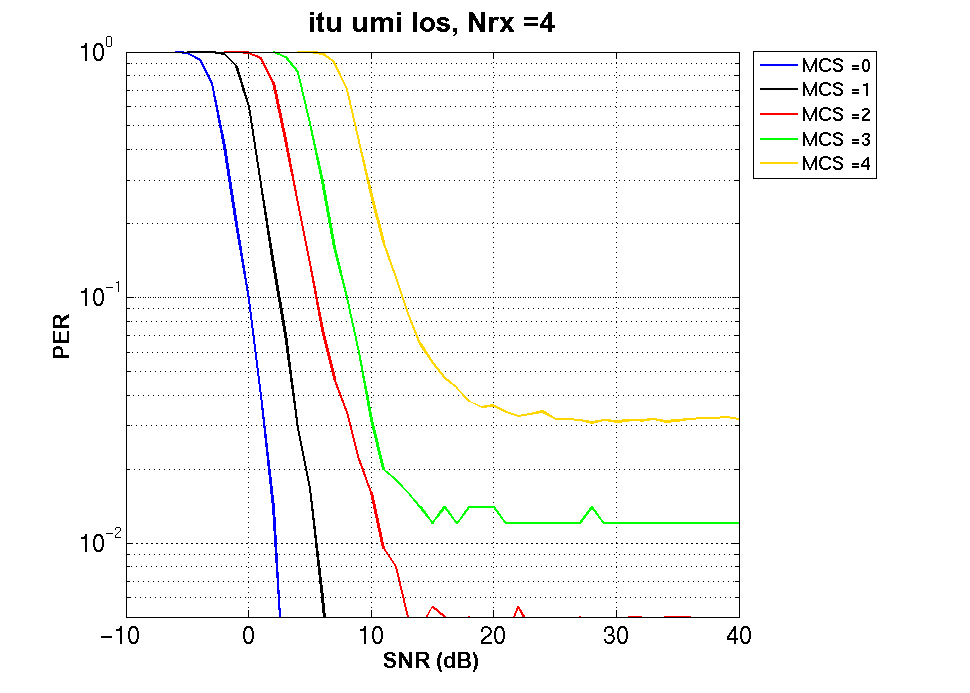 itu umi los, Nrx =4
10^0
10^-1
10^-2
PER
-10
0
10
20
30
40
SNR (dB)
MCS =0
MCS =1
MCS =2
MCS =3
MCS =4